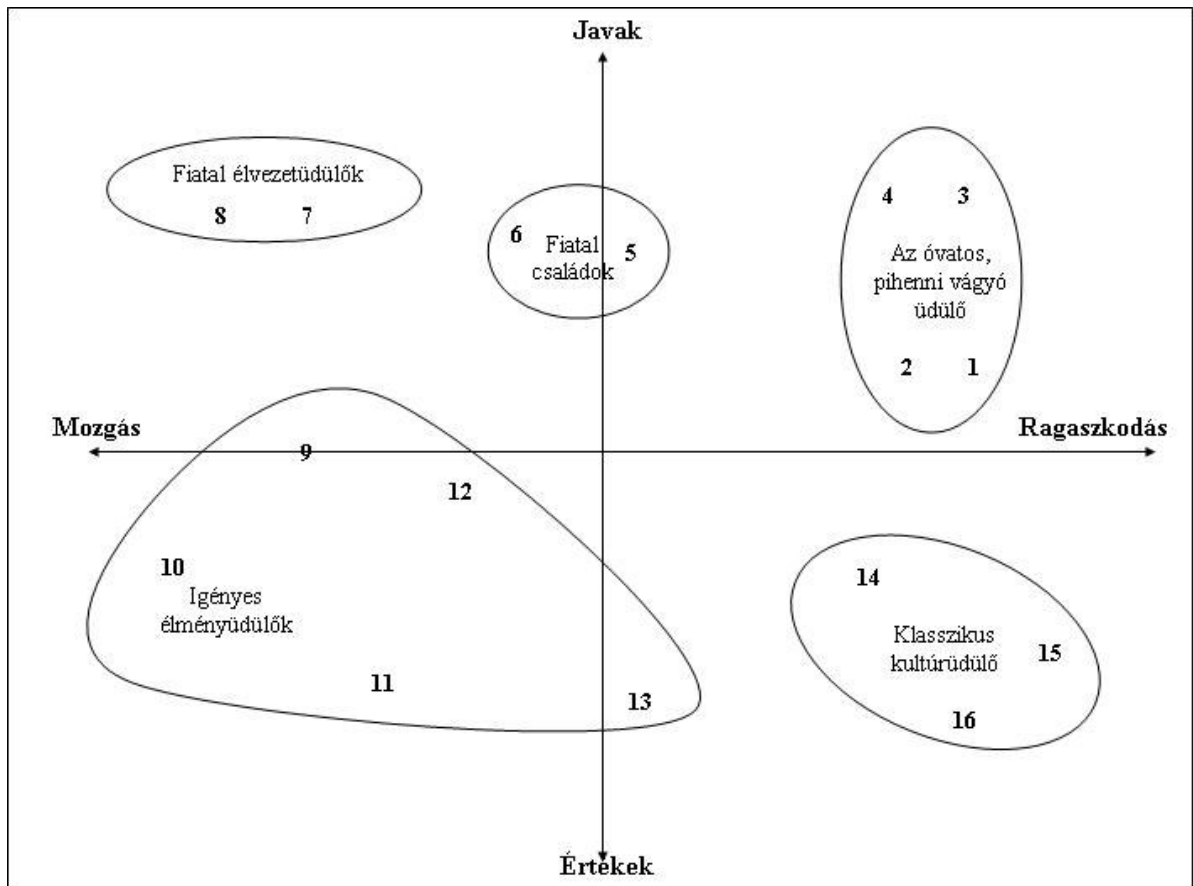 Javak
Fiatal élvezetüdülők
8 7
6
Fiatal
családok
5
4 3
Az óvatos,
pihenni vágyó
üdülő
2 1
Mozgás
Ragaszkodás
9
12
10
Igényes
élményüdülők
11
13
14
Klasszikus
kultúrüdülő
15
16
Értékek